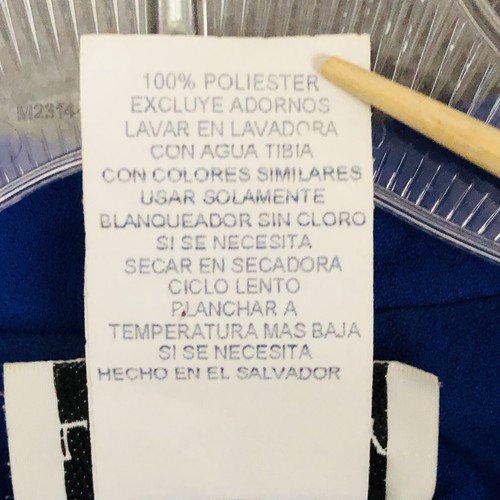 M2314
100% POLIESTER
EXCLUYE ADORNOS
LAVAR EN LAVADORA
CON AGUA TIBIA
CON COLORES SIMILARES
USAR SOLAMENTE
BLANQUEADOR SIN CLORO
SI SE NECESITA
SECAR EN SECADORA
CICLO LENTO
PLANCHAR A
TEMPERATURA MAS BAJA
SI SE NECESITA
HECHO EN EL SALVADOR